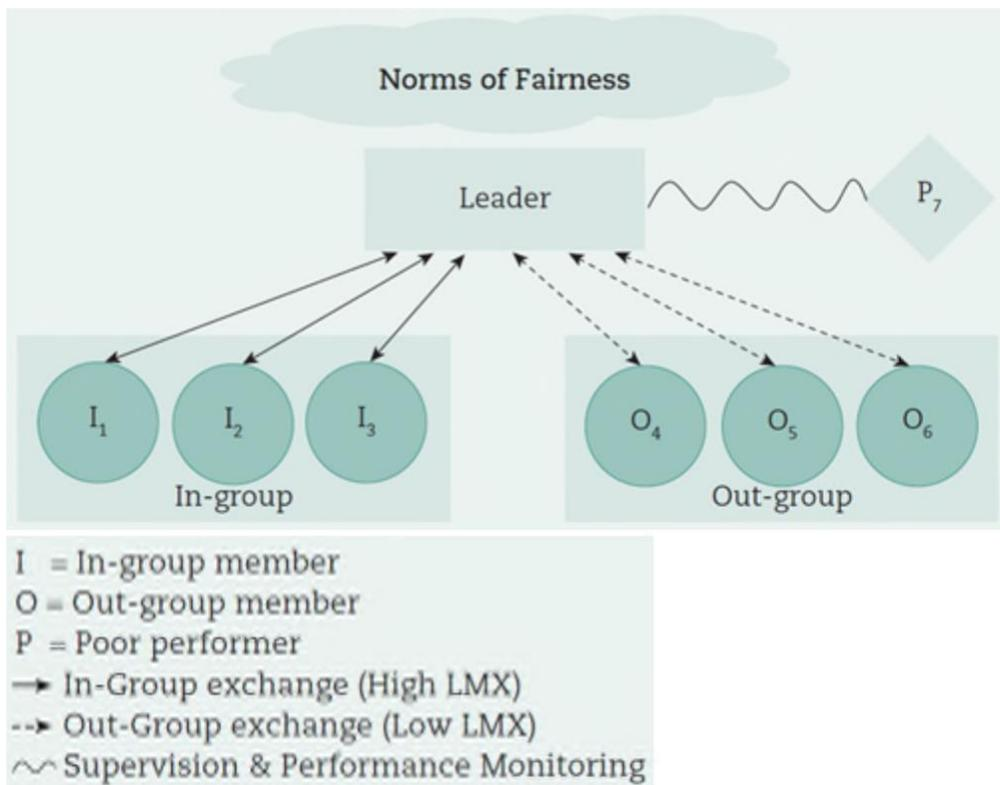 Norms of Fairness
Leader
P7
I1 I2 I3
O4 O5 O6
In-group
Out-group
I = In-group member
O = Out-group member
P = Poor performer
In-Group exchange (High LMX)
Out-Group exchange (Low LMX)
Supervision & Performance Monitoring